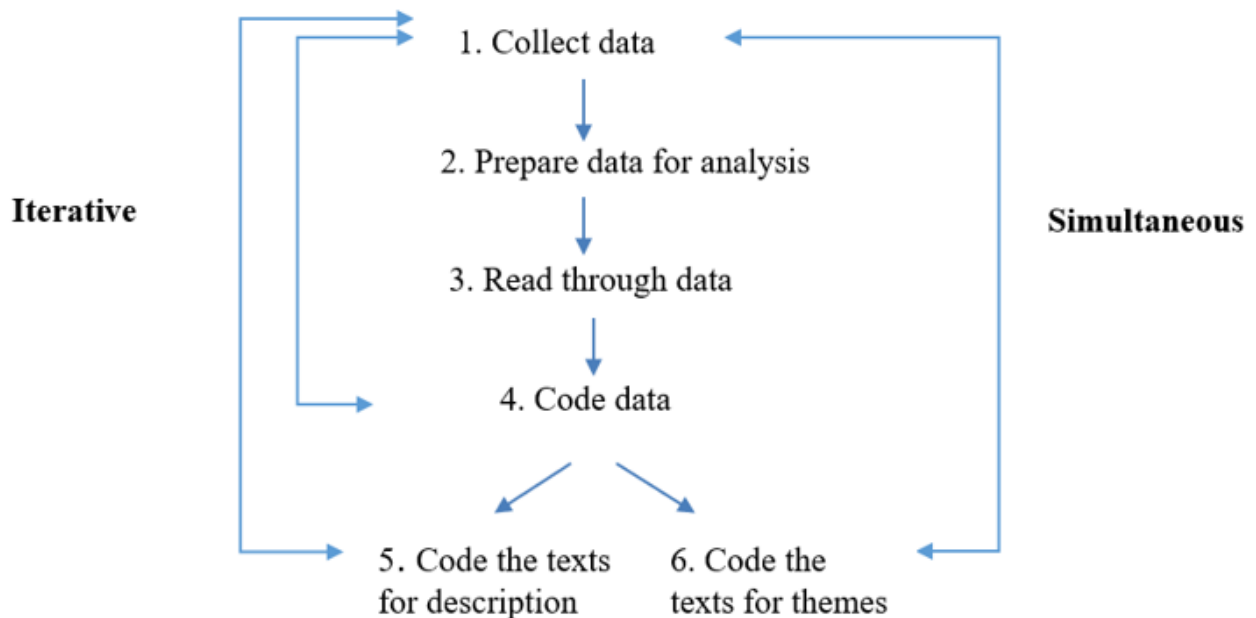 1. Collect data
2. Prepare data for analysis
Iterative
Simultaneous
3. Read through data
4. Code data
5. Code the texts
for description
6. Code the
texts for themes